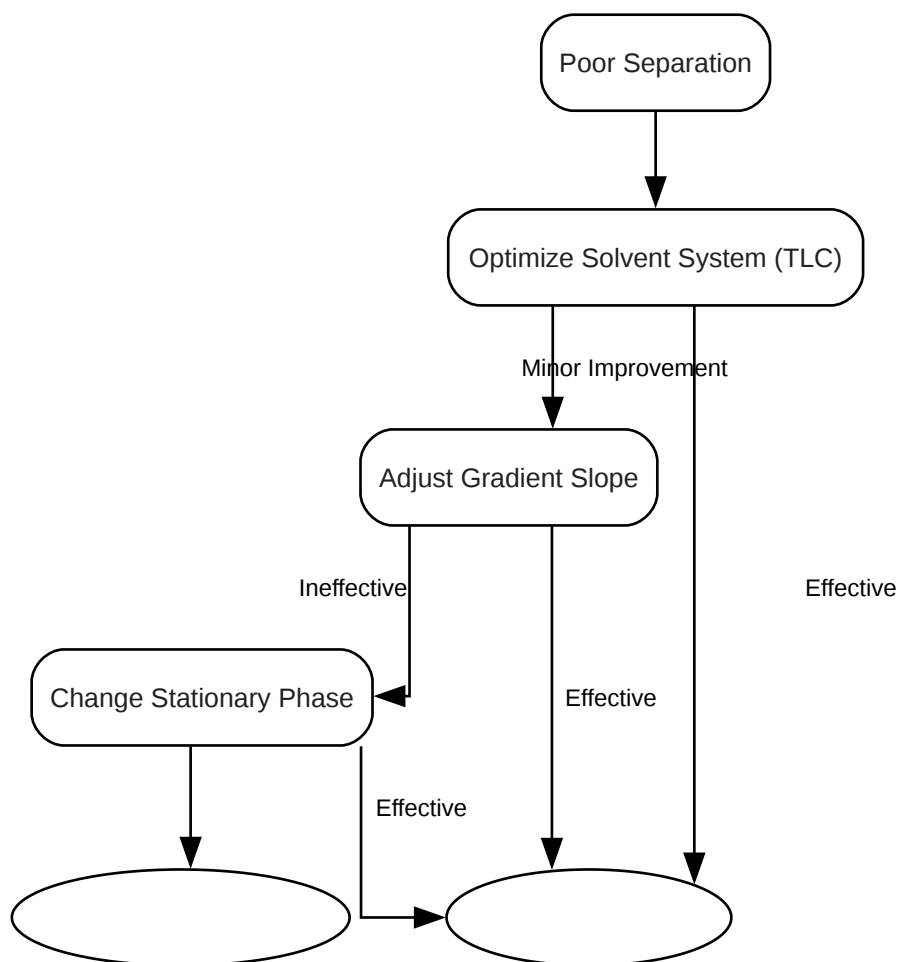 Poor Separation
Optimize Solvent System (TLC)
Minor Improvement
Adjust Gradient Slope
Ineffective
Effective
Change Stationary Phase
Effective
Effective